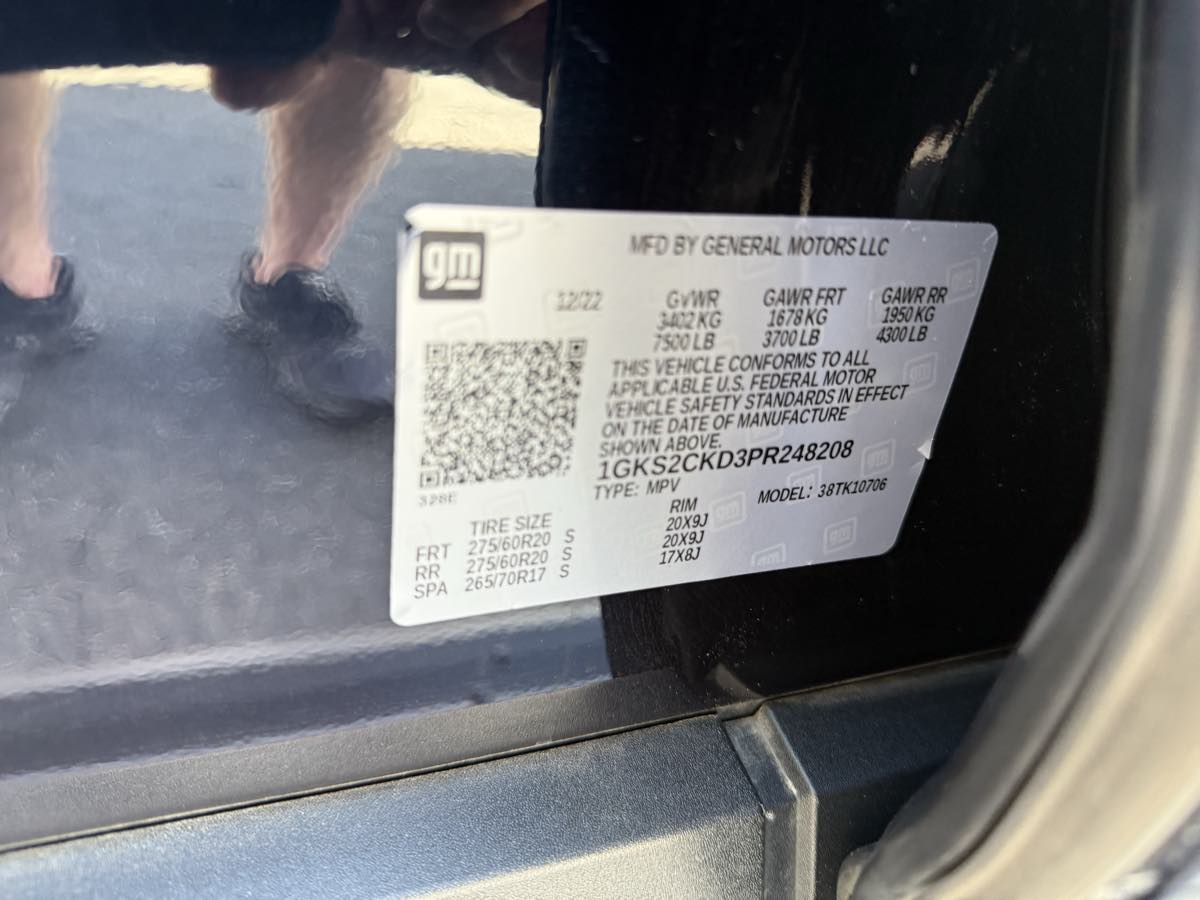 gm
MFD BY GENERAL MOTORS LLC
12/22 GVWR GAWR FRT GAWR RR
3402 KG 1678 KG 1950 KG
7500 LB 3700 LB 4300 LB
THIS VEHICLE CONFORMS TO ALL
APPLICABLE U.S. FEDERAL MOTOR
VEHICLE SAFETY STANDARDS IN EFFECT
ON THE DATE OF MANUFACTURE
SHOWN ABOVE.
1GKS2CKD3PR248208
TYPE: MPV MODEL: 38TK10706
328E
TIRE SIZE RIM
FRT 275/60R20 S 20X9J
RR 275/60R20 S 20X9J
SPA 265/70R17 S 17X8J